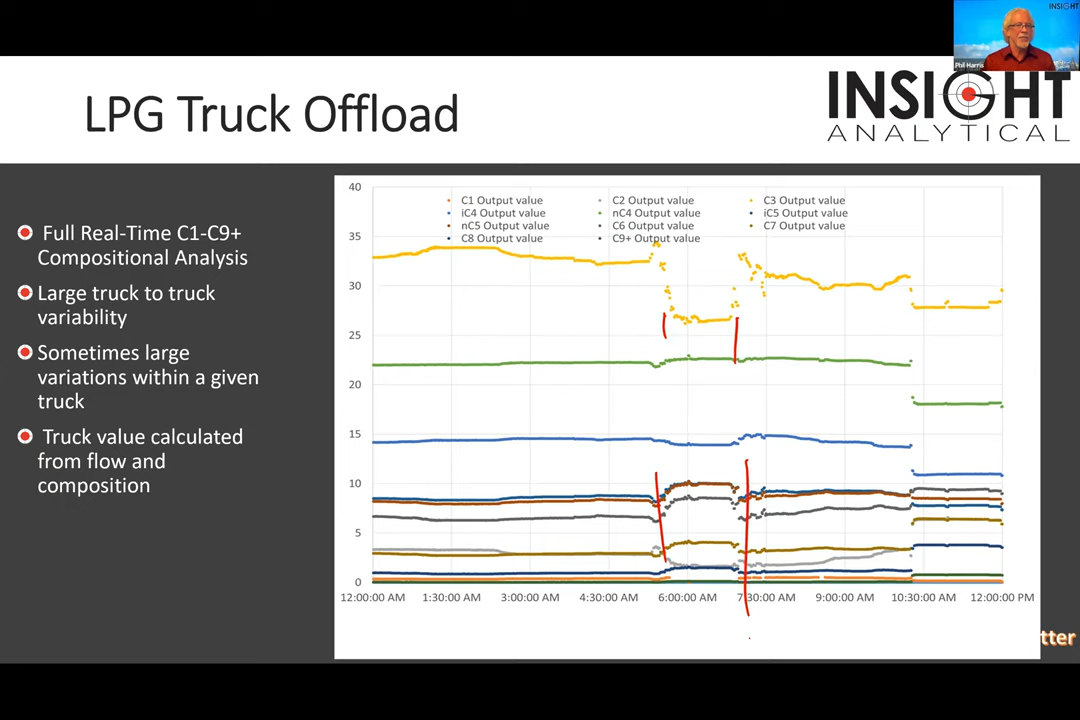 INSIGHT
Phil Harris
LPG Truck Offload
INSIGHT
ANALYTICAL
Full Real-Time C1-C9+
Compositional Analysis
Large truck to truck
variability
Sometimes large
variations within a given
truck
Truck value calculated
from flow and
composition
40
35
30
25
20
15
10
5
0
C1 Output value C2 Output value C3 Output value
iC4 Output value nC4 Output value iC5 Output value
nC5 Output value C6 Output value C7 Output value
C8 Output value C9+ Output value
12:00:00 AM 1:30:00 AM 3:00:00 AM 4:30:00 AM 6:00:00 AM 7:30:00 AM 9:00:00 AM 10:30:00 AM 12:00:00 PM
tter